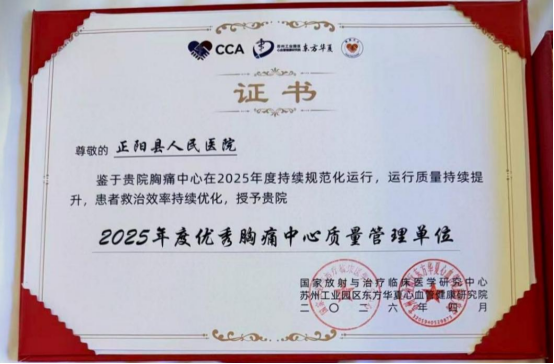 CCA 东方华夏
证书
尊敬的 正阳县人民医院
鉴于贵院胸痛中心在2025年度持续规范化运行，运行质量持续提
升，患者救治效率持续优化，授予贵院
2025年度优秀胸痛中心质量管理单位
国家放射与治疗临床医学研究中心
苏州工业园区东方华夏心血管健康研究院
二〇二六年四月